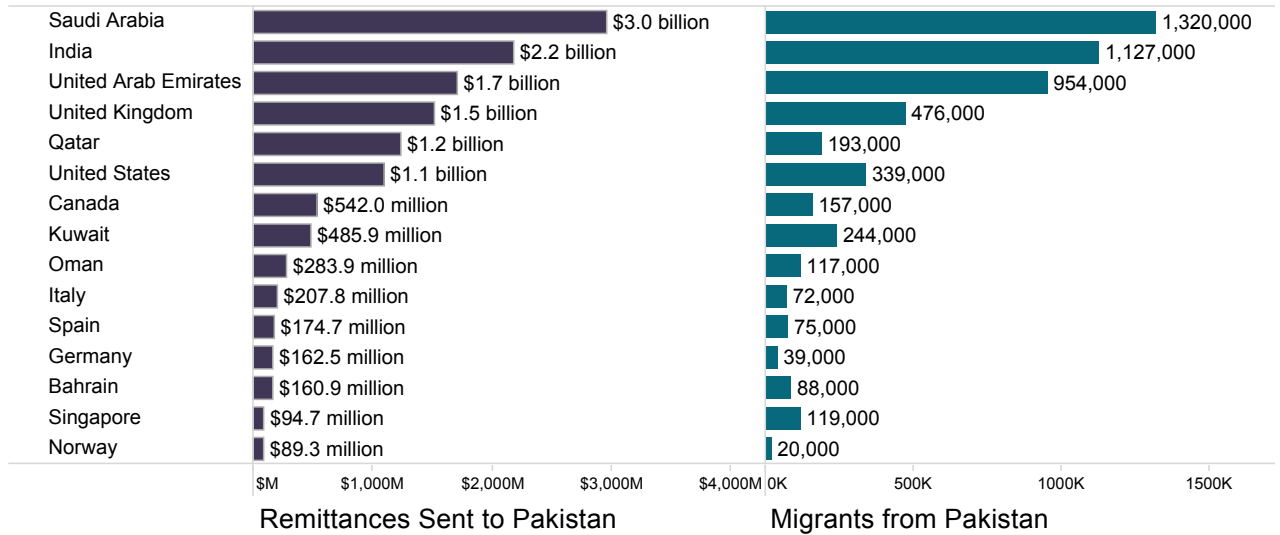 Saudi Arabia $3.0 billion 1,320,000
India $2.2 billion 1,127,000
United Arab Emirates $1.7 billion 954,000
United Kingdom $1.5 billion 476,000
Qatar $1.2 billion 193,000
United States $1.1 billion 339,000
Canada $542.0 million 157,000
Kuwait $485.9 million 244,000
Oman $283.9 million 117,000
Italy $207.8 million 72,000
Spain $174.7 million 75,000
Germany $162.5 million 39,000
Bahrain $160.9 million 88,000
Singapore $94.7 million 119,000
Norway $89.3 million 20,000
$M $1,000M $2,000M $3,000M $4,000M 0K 500K 1000K 1500K
Remittances Sent to Pakistan Migrants from Pakistan